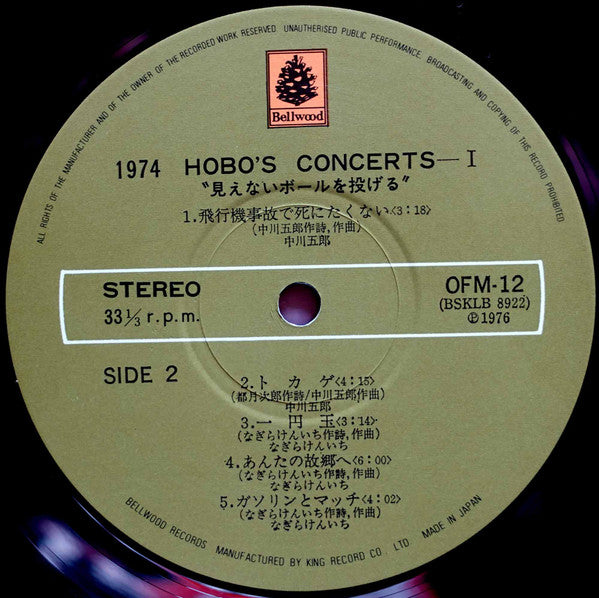 ALL RIGHTS OF THE MANUFACTURER AND OF THE OWNER OF THE RECORDED WORK RESERVED. UNAUTHORISED PUBLIC PERFORMANCE, BROADCASTING AND COPYING OF THIS RECORD PROHIBITED
Bellwood
1974 HOBO'S CONCERTS—I
"見えないボールを投げる"
1.飛行機事故で死にたくない<3:18>
(中川五郎作詩,作曲)
中川五郎
STEREO
33⅓ r.p.m.
OFM-12
(BSKLB 8922)
℗1976
SIDE 2
2.トカゲ<4:15>
(都月次郎作詩/中川五郎作曲)
中川五郎
3.一円玉<3:14>
(なぎらけんいち作詩,作曲)
なぎらけんいち
4.あんたの故郷へ<6:00>
(なぎらけんいち作詩,作曲)
なぎらけんいち
5.ガソリンとマッチ<4:02>
(なぎらけんいち作詩,作曲)
なぎらけんいち
BELLWOOD RECORDS. MANUFACTURED BY KING RECORD CO. LTD. MADE IN JAPAN